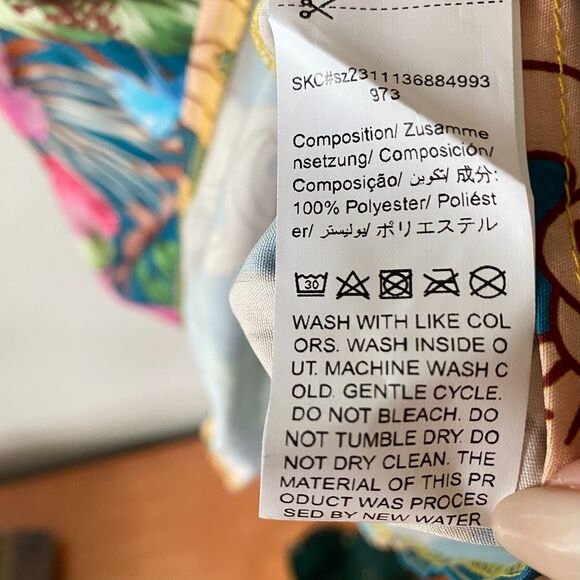 SKC#sz2311136884993
973
Composition/ Zusamme
nsetzung/ Composición/
Composição/ تكوين/ 成分:
100% Polyester/ Poliést
er/ بوليستر/ ポリエステル
30
WASH WITH LIKE COL
ORS. WASH INSIDE O
UT. MACHINE WASH C
OLD. GENTLE CYCLE.
DO NOT BLEACH. DO
NOT TUMBLE DRY. DO
NOT DRY CLEAN. THE
MATERIAL OF THIS PR
ODUCT WAS PROCES
SED BY NEW WATER